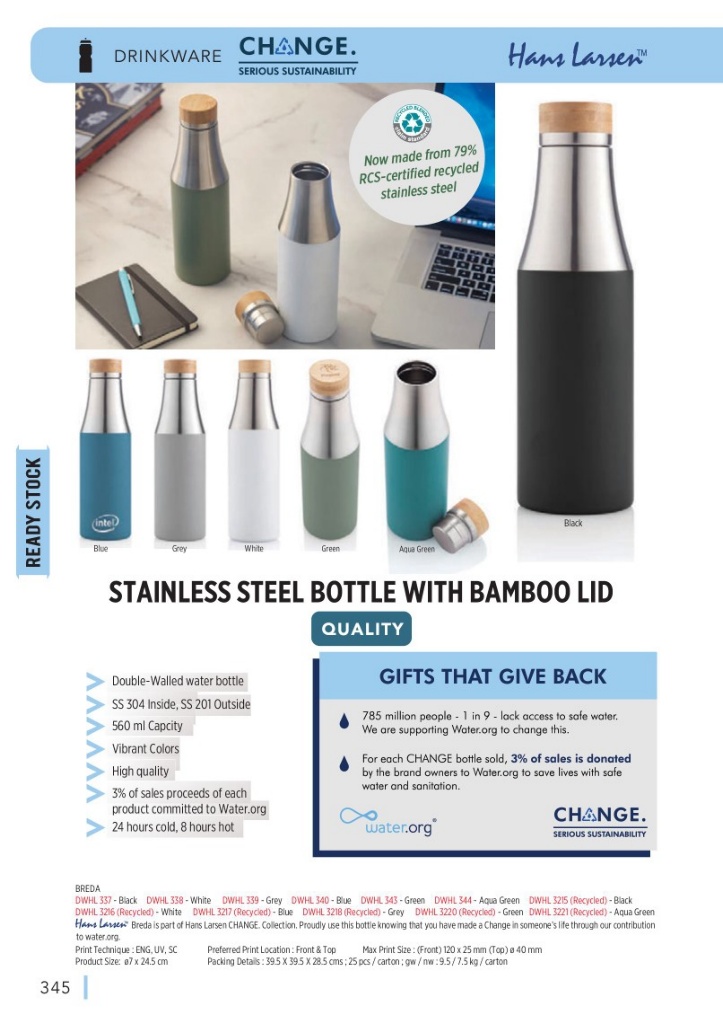 DRINKWARE
CHANGE.
SERIOUS SUSTAINABILITY
Hans Larsen™
Now made from 79%
RCS-certified recycled
stainless steel
intel
Blue
Grey
White
Green
Aqua Green
Black
READY STOCK
STAINLESS STEEL BOTTLE WITH BAMBOO LID
QUALITY
Double-Walled water bottle
SS 304 Inside, SS 201 Outside
560 ml Capcity
Vibrant Colors
High quality
3% of sales proceeds of each
product committed to Water.org
24 hours cold, 8 hours hot
GIFTS THAT GIVE BACK
785 million people - 1 in 9 - lack access to safe water.
We are supporting Water.org to change this.
For each CHANGE bottle sold, 3% of sales is donated
by the brand owners to Water.org to save lives with safe
water and sanitation.
water.org®
CHANGE.
SERIOUS SUSTAINABILITY
BREDA
DWHL 337 - Black DWHL 338 - White DWHL 339 - Grey DWHL 340 - Blue DWHL 343 - Green DWHL 344 - Aqua Green DWHL 3215 (Recycled) - Black
DWHL 3216 (Recycled) - White DWHL 3217 (Recycled) - Blue DWHL 3218 (Recycled) - Grey DWHL 3220 (Recycled) - Green DWHL 3221 (Recycled) - Aqua Green
Hans Larsen™ Breda is part of Hans Larsen CHANGE. Collection. Proudly use this bottle knowing that you have made a Change in someone's life through our contribution
to water.org.
Print Technique : ENG, UV, SC Preferred Print Location : Front & Top Max Print Size : (Front) 120 x 25 mm (Top) ø 40 mm
Product Size: ø7 x 24.5 cm Packing Details : 39.5 X 39.5 X 28.5 cms ; 25 pcs / carton ; gw / nw : 9.5 / 7.5 kg / carton
345